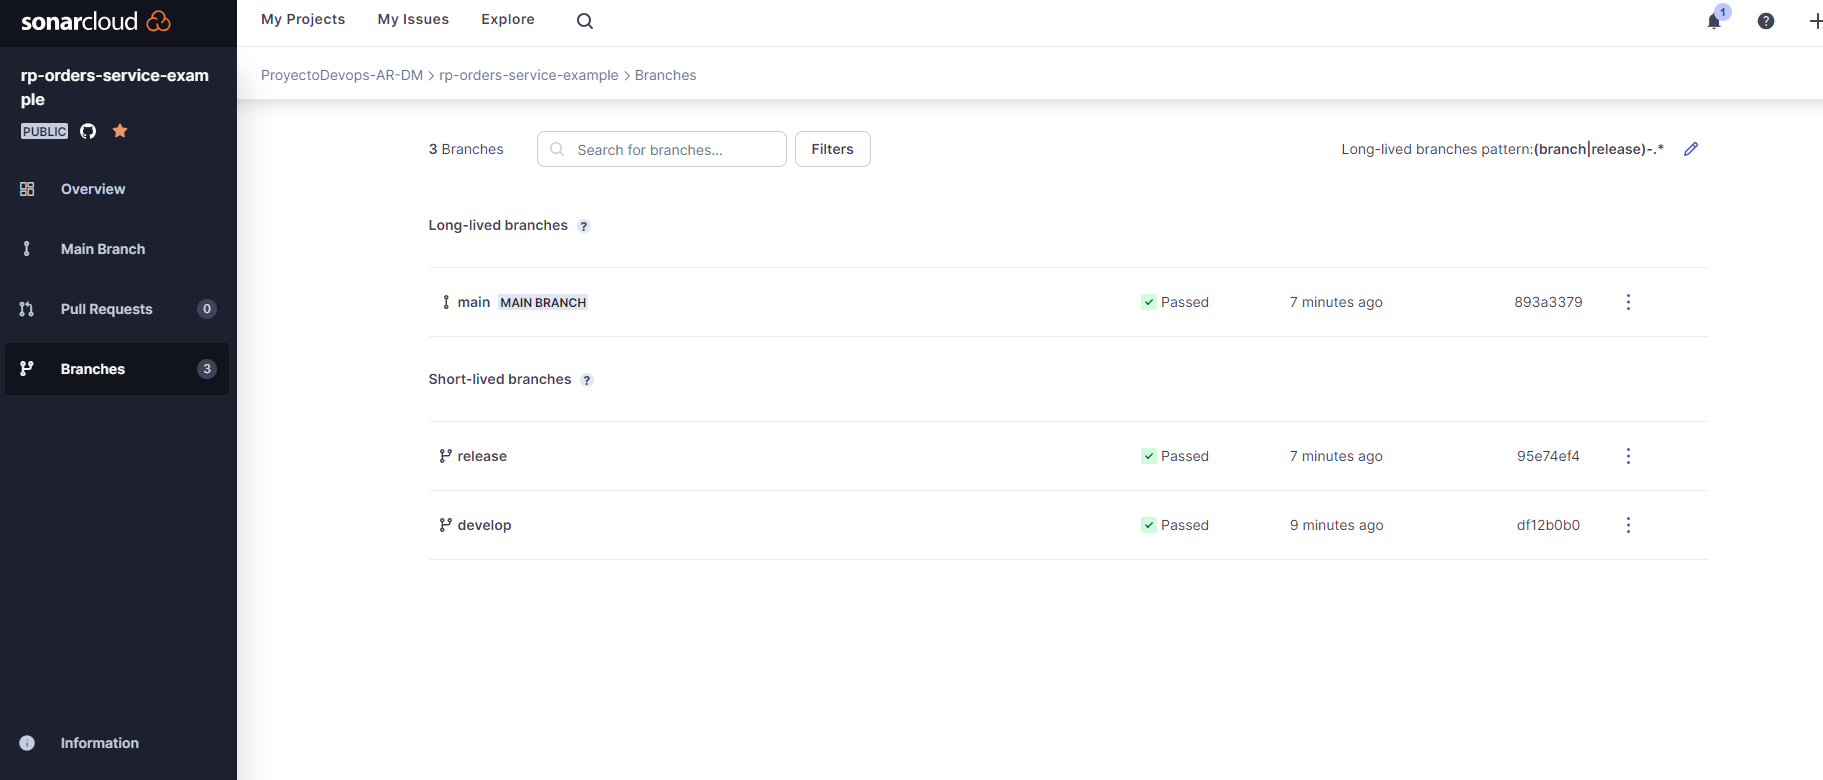 sonarcloud
My Projects My Issues Explore
1
?
rp-orders-service-exam
ple
PUBLIC
Overview
Main Branch
Pull Requests 0
Branches 3
Information
ProyectoDevops-AR-DM > rp-orders-service-example > Branches
3 Branches Search for branches... Filters Long-lived branches pattern:(branch|release)-.*
Long-lived branches ?
main MAIN BRANCH Passed 7 minutes ago 893a3379
Short-lived branches ?
release Passed 7 minutes ago 95e74ef4
develop Passed 9 minutes ago df12b0b0